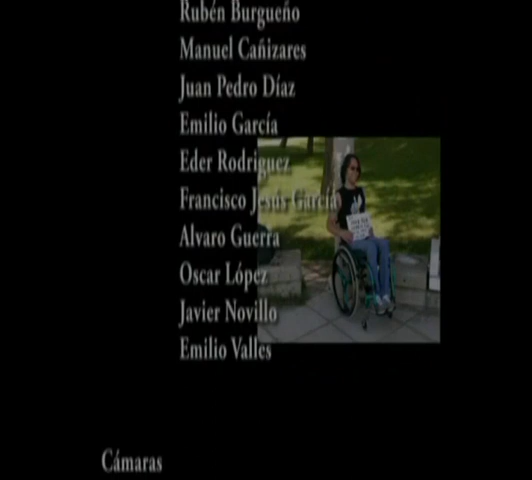 Rubén Burgueño
Manuel Cañizares
Juan Pedro Díaz
Emilio García
Eder Rodriguez
Francisco Jesús García
Alvaro Guerra
Oscar López
Javier Novillo
Emilio Valles
Cámaras